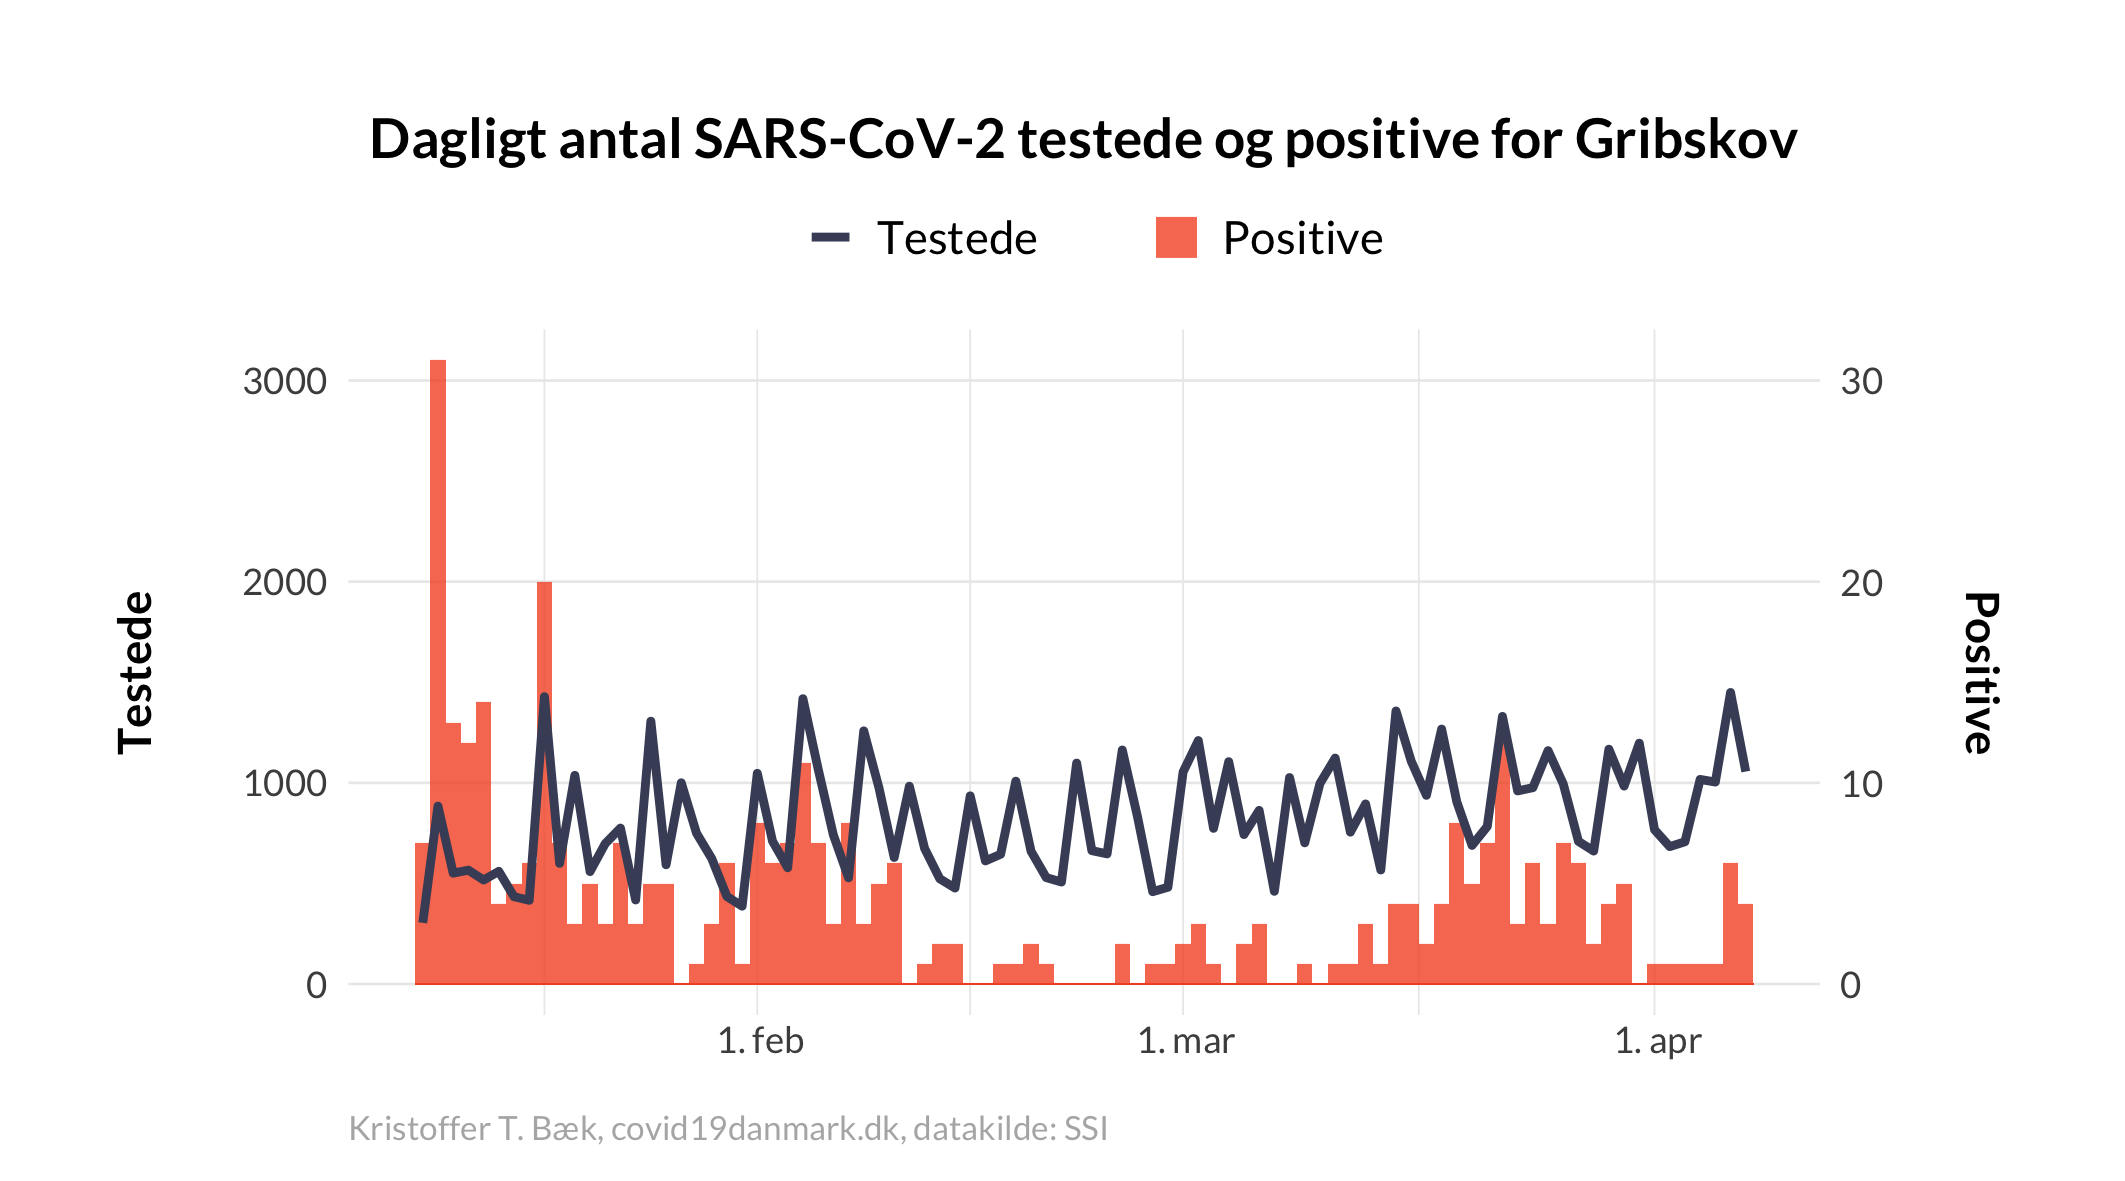 Dagligt antal SARS-CoV-2 testede og positive for Gribskov
Testede
Positive
3000
2000
1000
0
30
20
10
0
Testede
Positive
1. feb
1. mar
1. apr
Kristoffer T. Bæk, covid19danmark.dk, datakilde: SSI